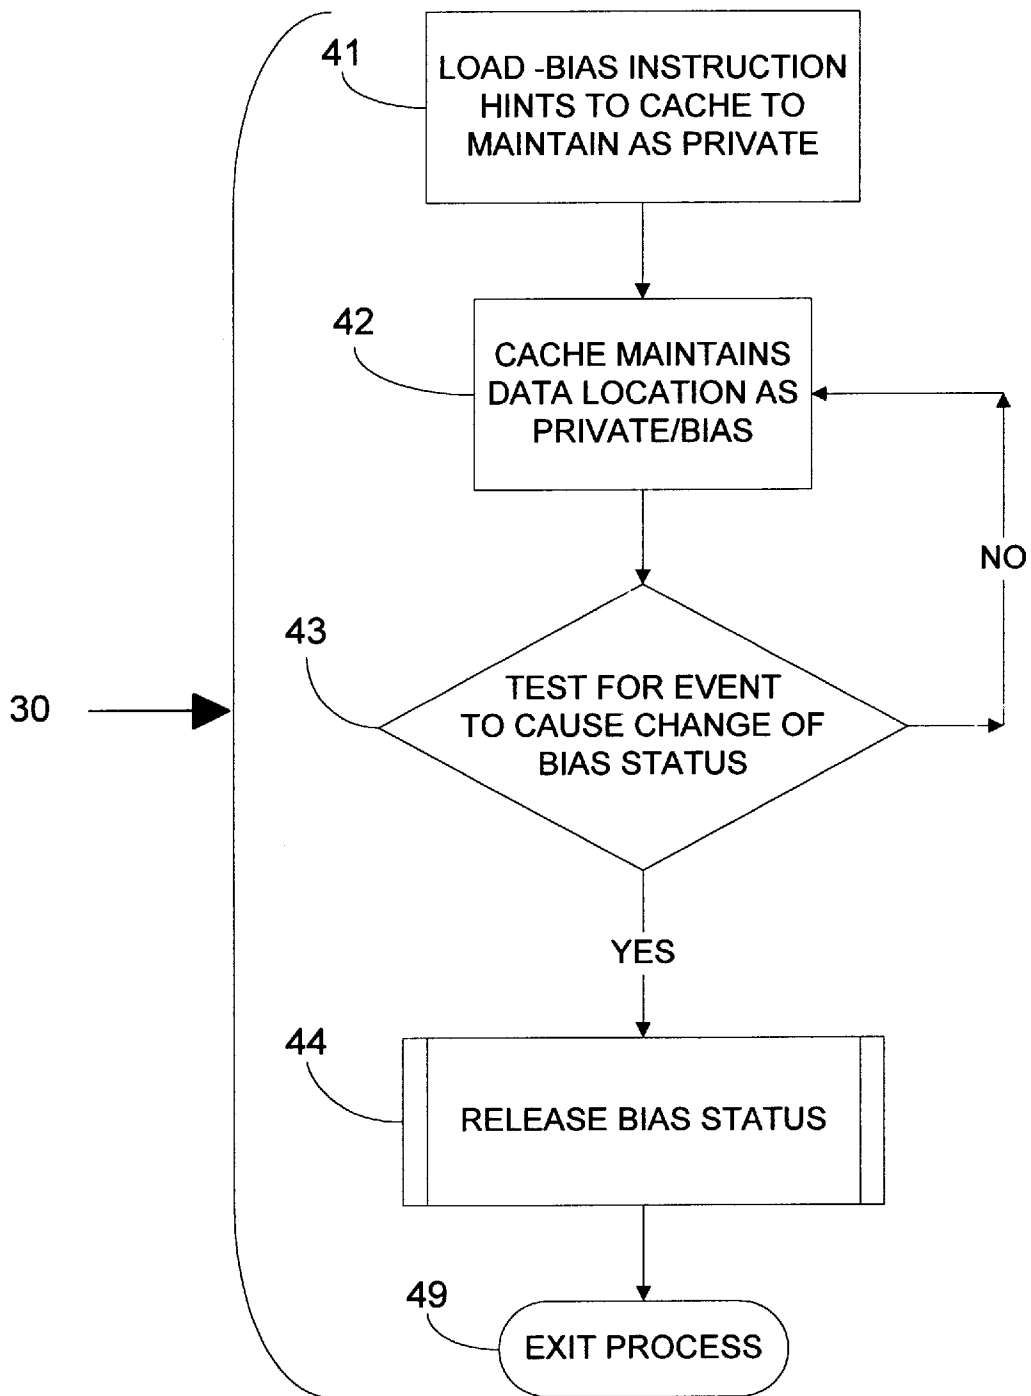 41
LOAD -BIAS INSTRUCTION
HINTS TO CACHE TO
MAINTAIN AS PRIVATE
42
CACHE MAINTAINS
DATA LOCATION AS
PRIVATE/BIAS
NO
43
TEST FOR EVENT
TO CAUSE CHANGE OF
BIAS STATUS
30
YES
44
RELEASE BIAS STATUS
49
EXIT PROCESS